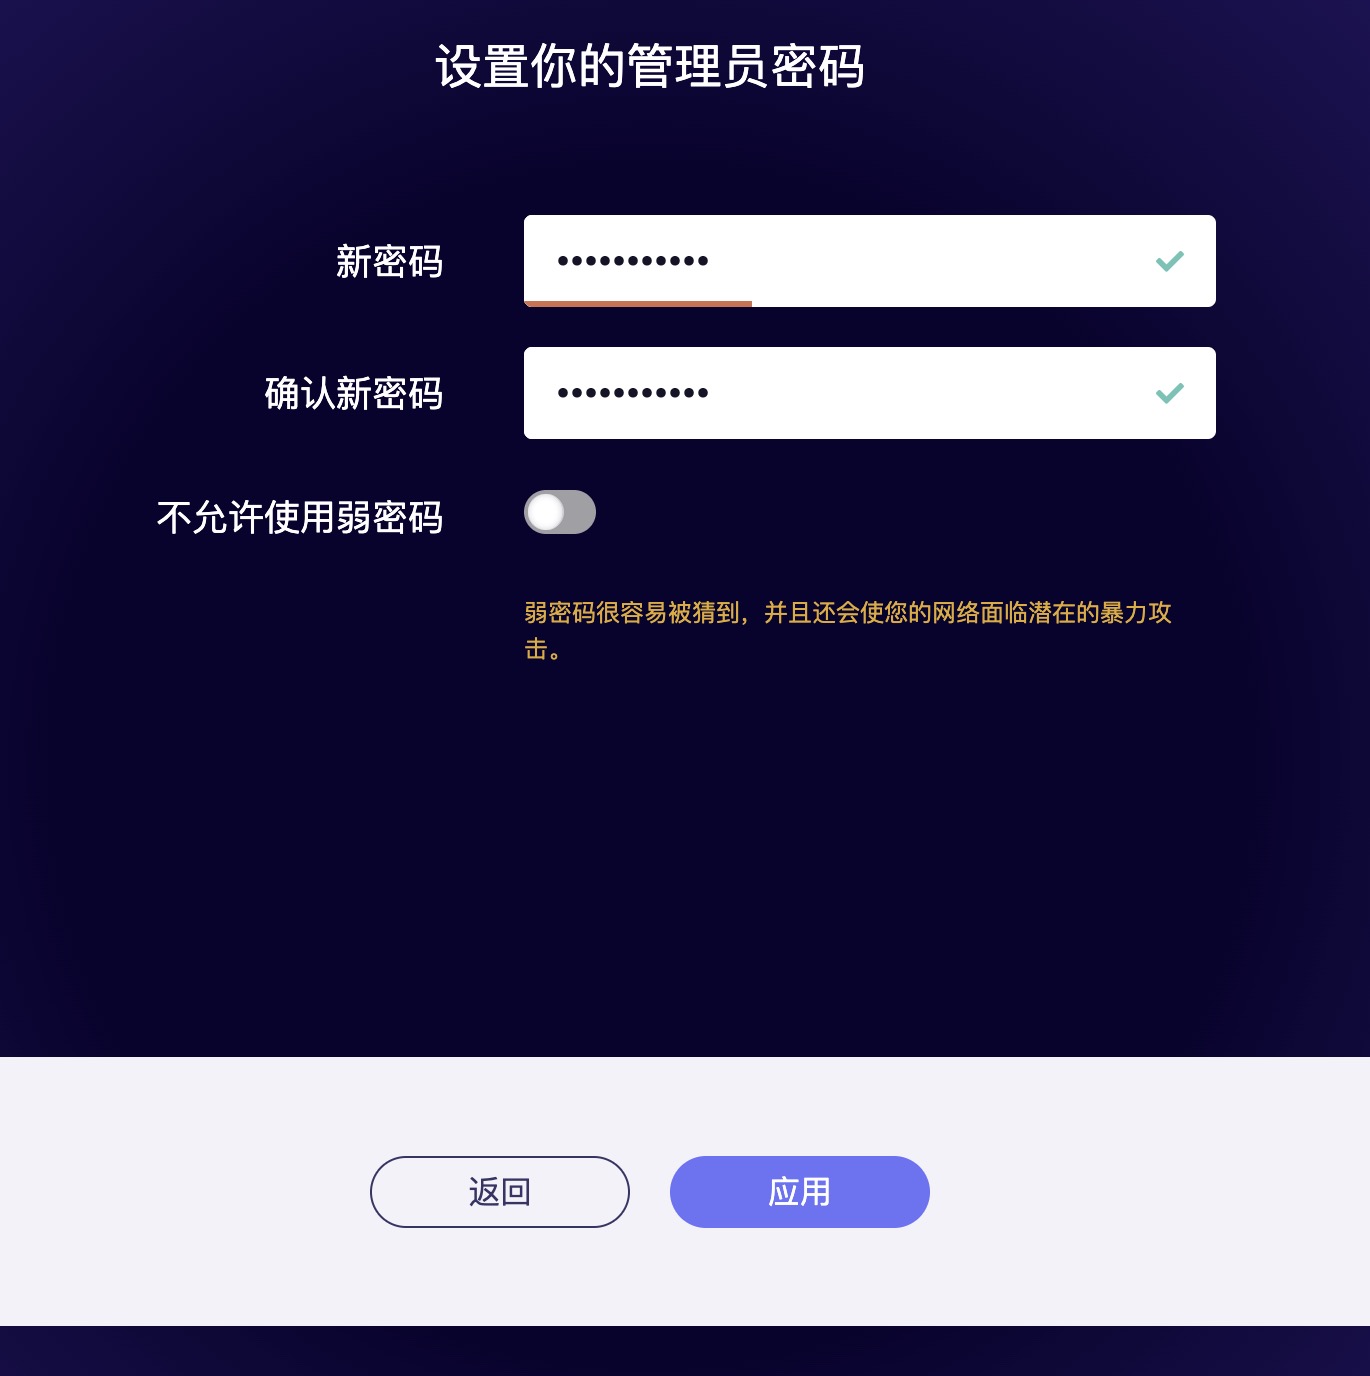 设置你的管理员密码
新密码
•••••••••••
确认新密码
•••••••••••
不允许使用弱密码
弱密码很容易被猜到，并且还会使您的网络面临潜在的暴力攻
击。
返回
应用